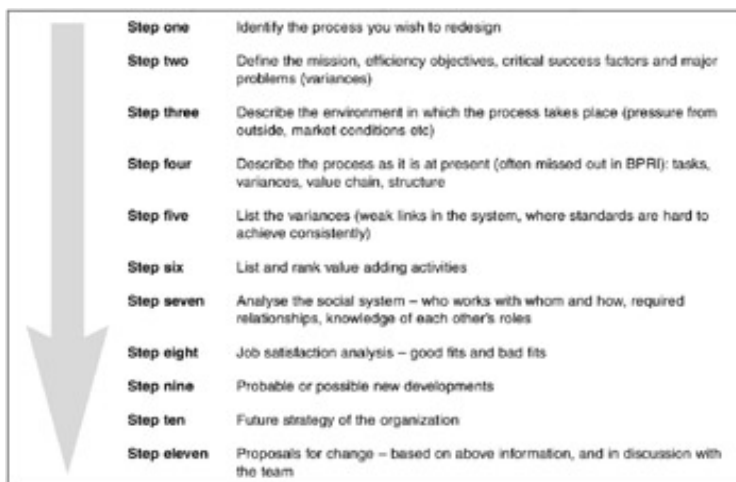 Step one Identify the process you wish to redesign
Step two Define the mission, efficiency objectives, critical success factors and major
problems (variances)
Step three Describe the environment in which the process takes place (pressure from
outside, market conditions etc)
Step four Describe the process as it is at present (often missed out in BPRI): tasks,
variances, value chain, structure
Step five List the variances (weak links in the system, where standards are hard to
achieve consistently)
Step six List and rank value adding activities
Step seven Analyse the social system – who works with whom and how, required
relationships, knowledge of each other's roles
Step eight Job satisfaction analysis – good fits and bad fits
Step nine Probable or possible new developments
Step ten Future strategy of the organization
Step eleven Proposals for change – based on above information, and in discussion with
the team